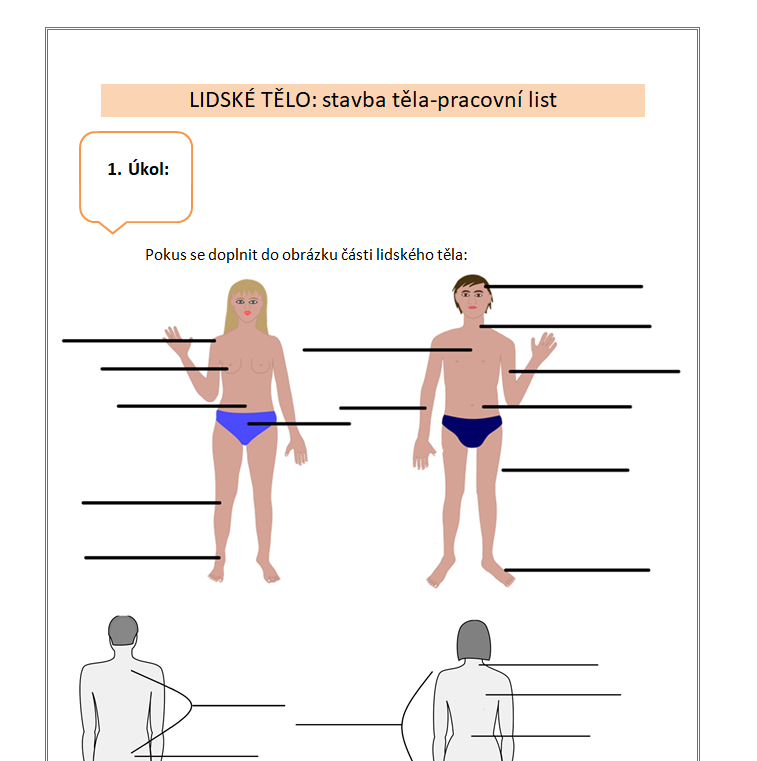 LIDSKÉ TĚLO: stavba těla-pracovní list
1. Úkol:
Pokus se doplnit do obrázku části lidského těla: